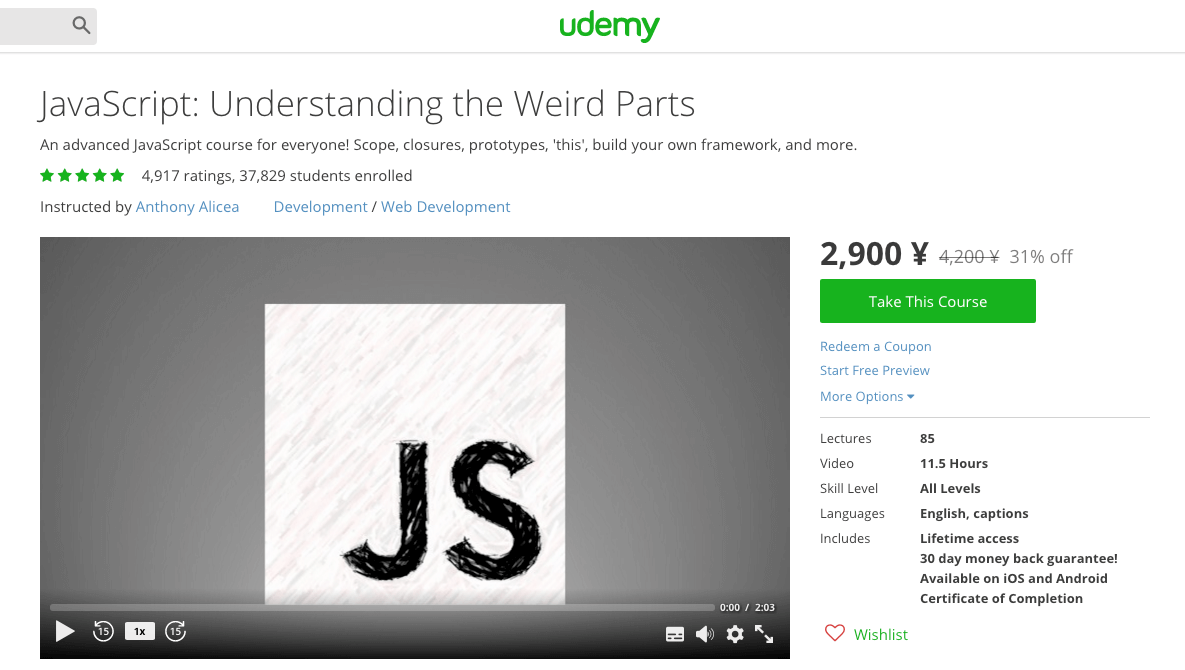 udemy
JavaScript: Understanding the Weird Parts
An advanced JavaScript course for everyone! Scope, closures, prototypes, 'this', build your own framework, and more.
4,917 ratings, 37,829 students enrolled
Instructed by Anthony Alicea Development / Web Development
JS
0:00 / 2:03
15 1x 15
2,900 ¥ 4,200 ¥ 31% off
Take This Course
Redeem a Coupon
Start Free Preview
More Options
Lectures 85
Video 11.5 Hours
Skill Level All Levels
Languages English, captions
Includes Lifetime access
30 day money back guarantee!
Available on iOS and Android
Certificate of Completion
Wishlist